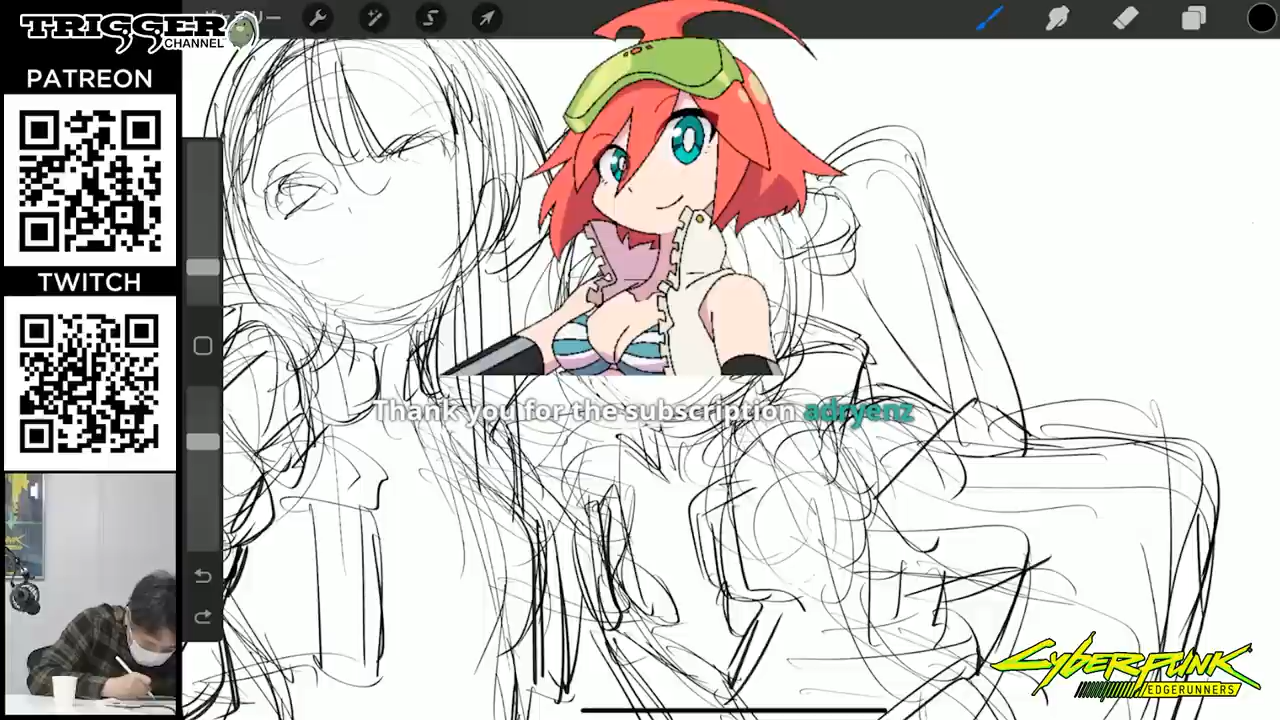 TRIGGER
CHANNEL
PATREON
TWITCH
Thank you for the subscription adryenz
CYBERPUNK
EDGERUNNERS